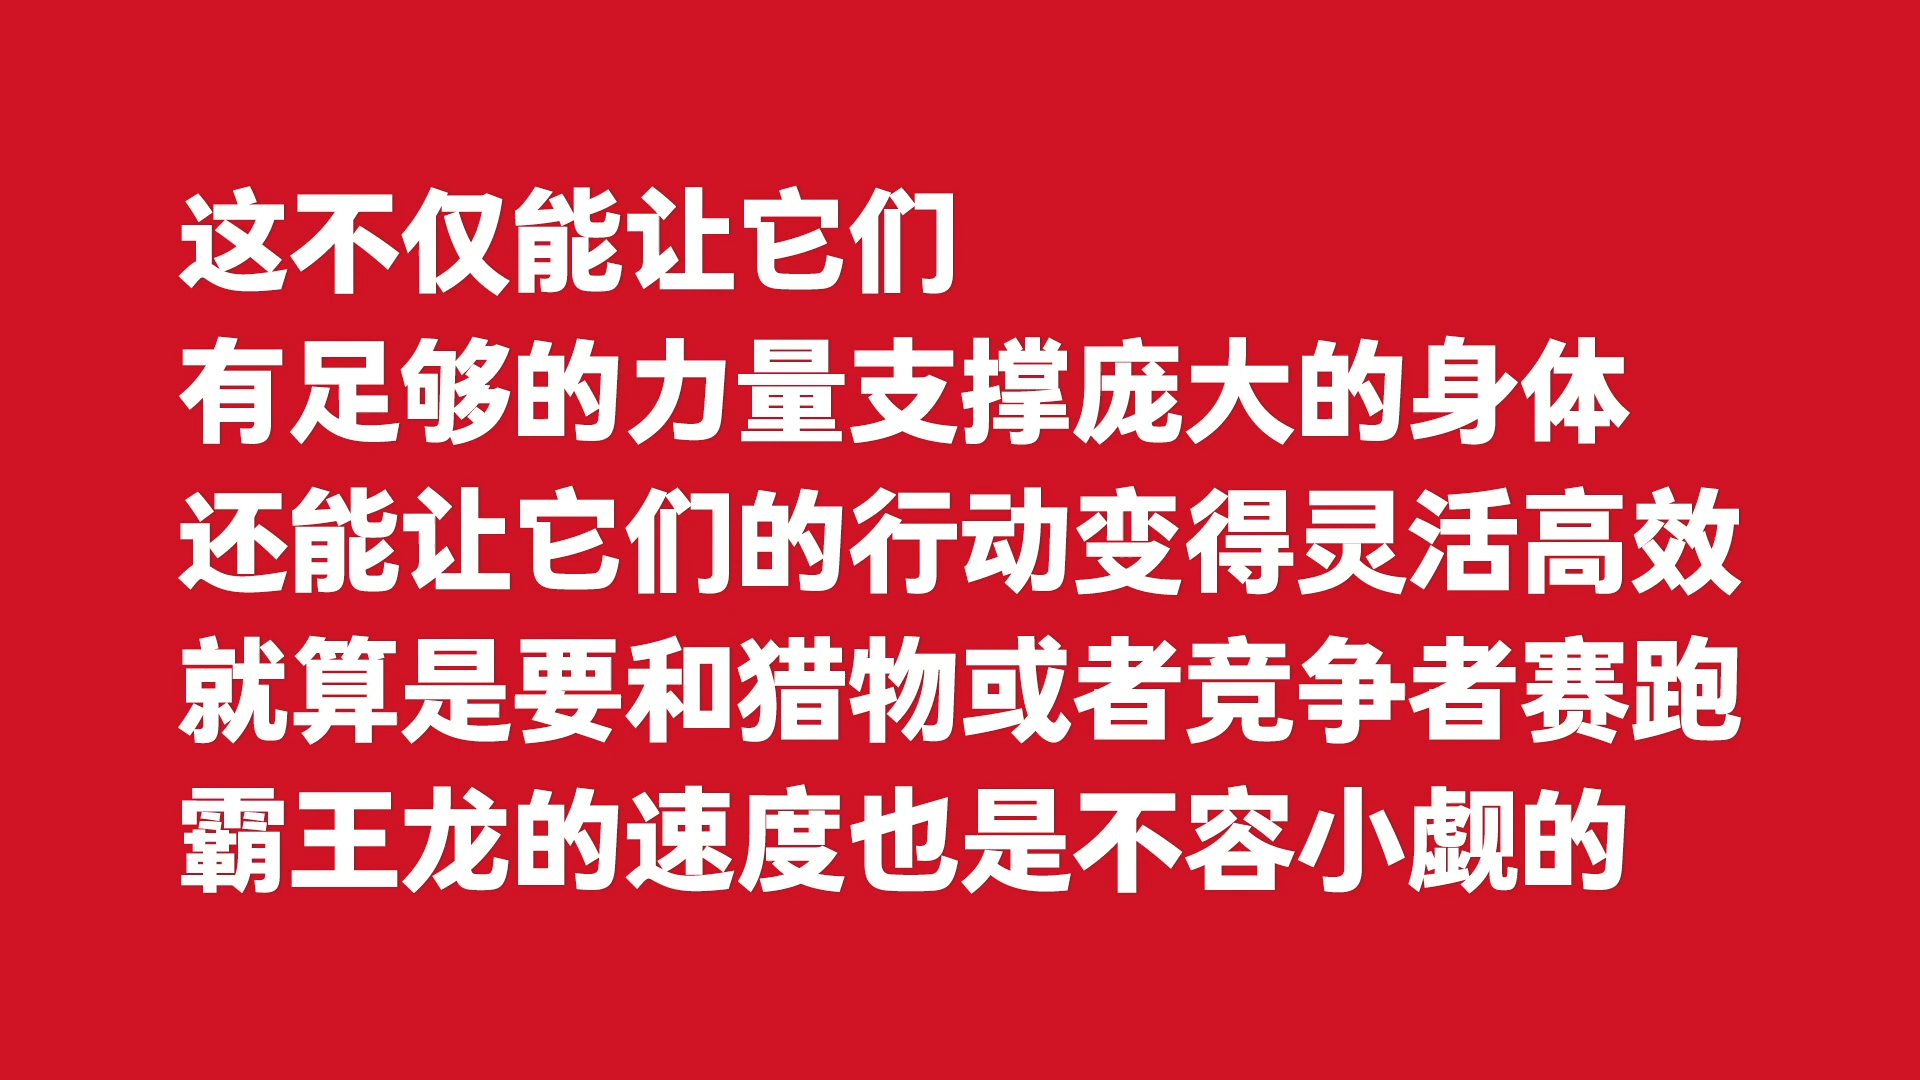 这不仅能让它们
有足够的力量支撑庞大的身体
还能让它们的行动变得灵活高效
就算是要和猎物或者竞争者赛跑
霸王龙的速度也是不容小觑的